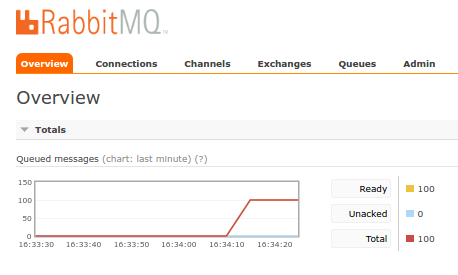 RabbitMQ™
Overview Connections Channels Exchanges Queues Admin
Overview
Totals
Queued messages (chart: last minute) (?)
150
100
50
0
16:33:30 16:33:40 16:33:50 16:34:00 16:34:10 16:34:20
Ready 100
Unacked 0
Total 100